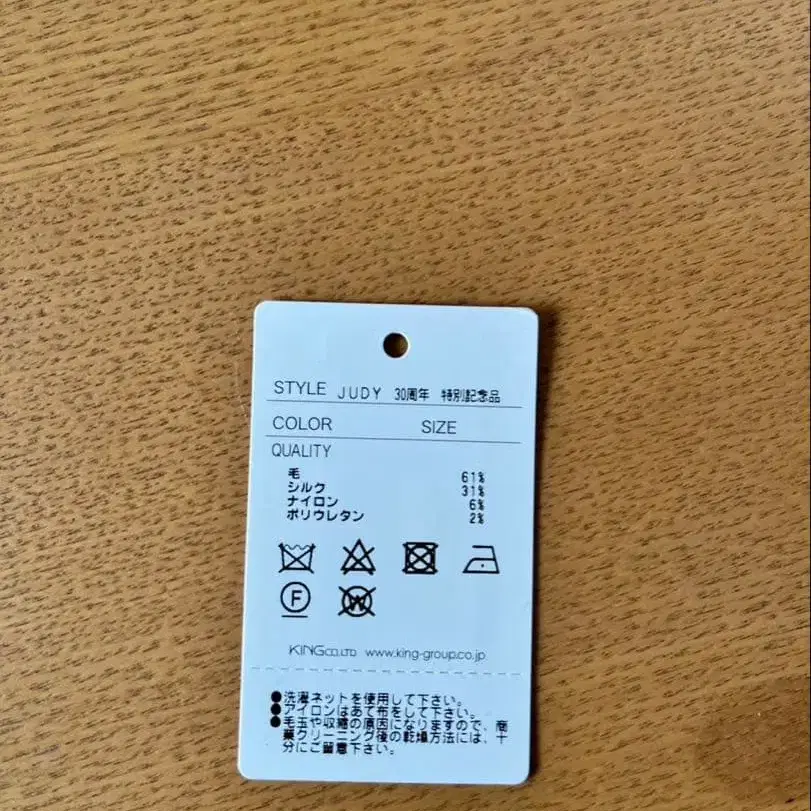 STYLE JUDY 30周年 特別記念品
COLOR SIZE
QUALITY
毛 61%
シルク 31%
ナイロン 6%
ポリウレタン 2%
F W
KING CO.,LTD www.king-group.co.jp
●洗濯ネットを使用して下さい。
●アイロンはあて布をして下さい。
●毛玉や収縮の原因になりますので、商
業クリーニング後の乾燥方法には、十
分にご留意下さい。